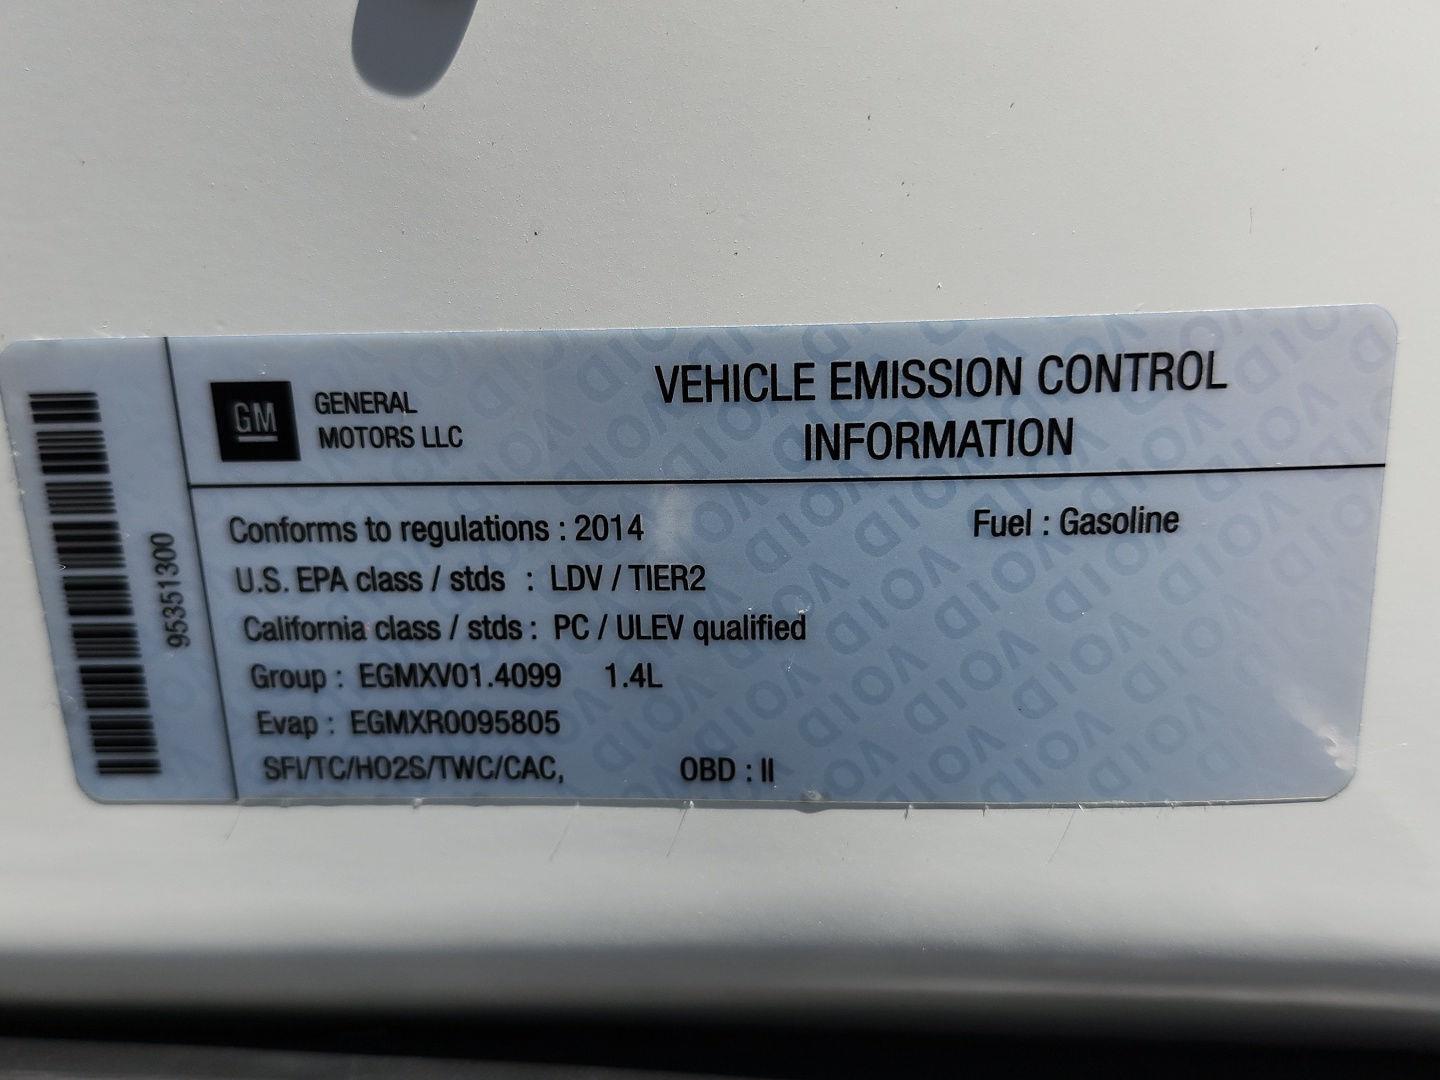 GM
GENERAL
MOTORS LLC
VEHICLE EMISSION CONTROL
INFORMATION
95351300
Conforms to regulations : 2014
Fuel : Gasoline
U.S. EPA class / stds : LDV / TIER2
California class / stds : PC / ULEV qualified
Group : EGMXV01.4099 1.4L
Evap : EGMXR0095805
SFI/TC/HO2S/TWC/CAC, OBD : II
VOID